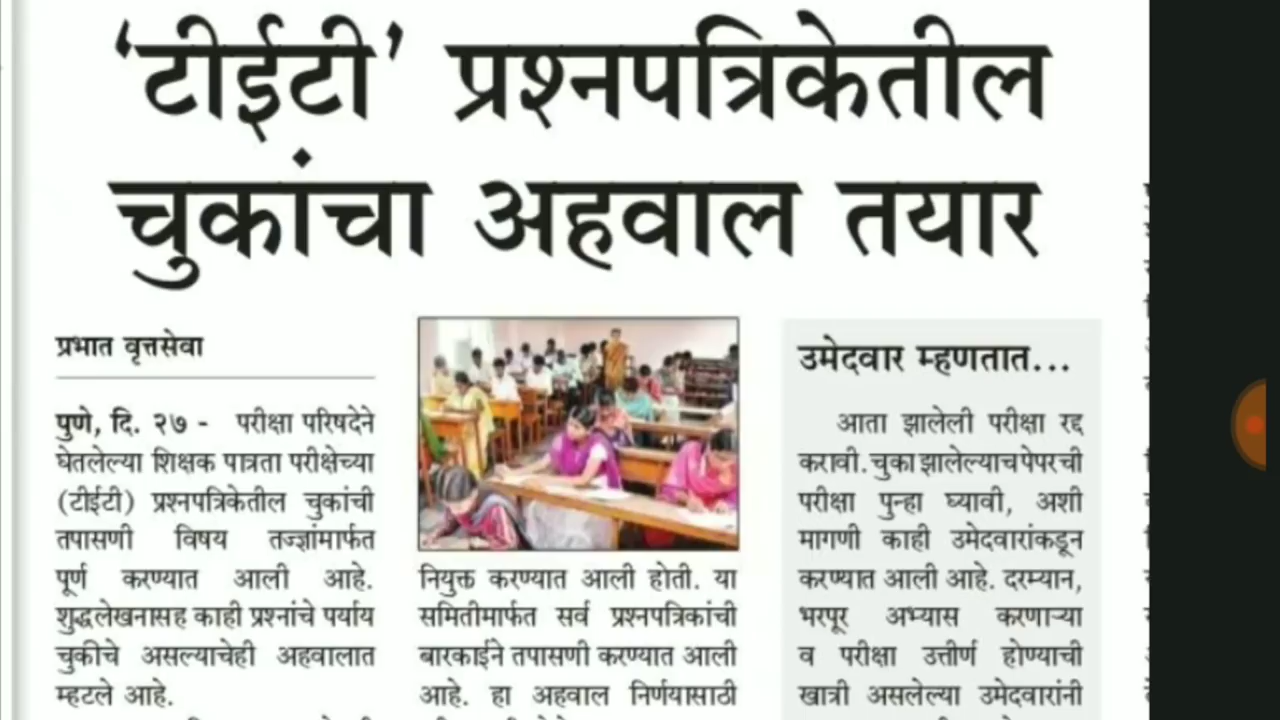 ‘टीईटी’ प्रश्नपत्रिकेतील
चुकांचा अहवाल तयार
प्रभात वृत्तसेवा
पुणे, दि. २७ - परीक्षा परिषदेने
घेतलेल्या शिक्षक पात्रता परीक्षेच्या
(टीईटी) प्रश्नपत्रिकेतील चुकांची
तपासणी विषय तज्ज्ञांमार्फत
पूर्ण करण्यात आली आहे.
शुद्धलेखनासह काही प्रश्नांचे पर्याय
चुकीचे असल्याचेही अहवालात
म्हटले आहे.
नियुक्त करण्यात आली होती. या
समितीमार्फत सर्व प्रश्नपत्रिकांची
बारकाईने तपासणी करण्यात आली
आहे. हा अहवाल निर्णयासाठी
उमेदवार म्हणतात...
आता झालेली परीक्षा रद्द
करावी. चुका झालेल्याच पेपरची
परीक्षा पुन्हा घ्यावी, अशी
मागणी काही उमेदवारांकडून
करण्यात आली आहे. दरम्यान,
भरपूर अभ्यास करणाऱ्या
व परीक्षा उत्तीर्ण होण्याची
खात्री असलेल्या उमेदवारांनी